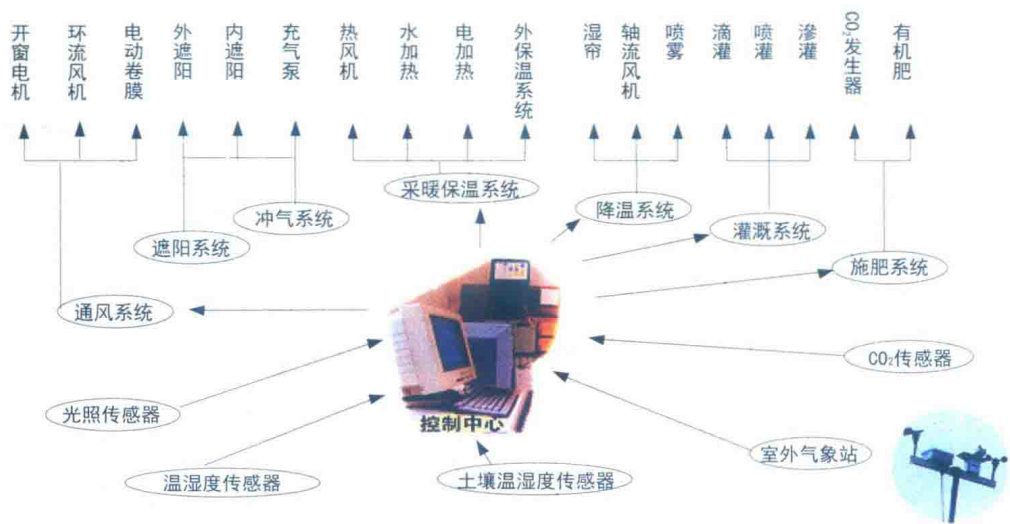 开窗电机
环流风机
电动卷膜
外遮阳
内遮阳
充气泵
热风机
水加热
电加热
外保温系统
湿帘
轴流风机
喷雾
滴灌
喷灌
滲灌
CO₂发生器
有机肥
采暖保温系统
降温系统
冲气系统
灌溉系统
遮阳系统
施肥系统
通风系统
CO₂传感器
光照传感器
控制中心
室外气象站
温湿度传感器
土壤温湿度传感器